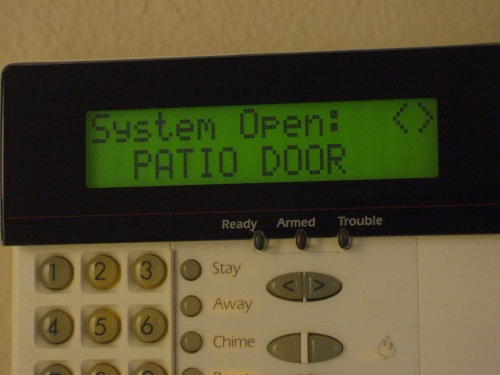 System Open: < >
PATIO DOOR
Ready Armed Trouble
1 2 3 Stay < >
Away
4 5 6 Chime